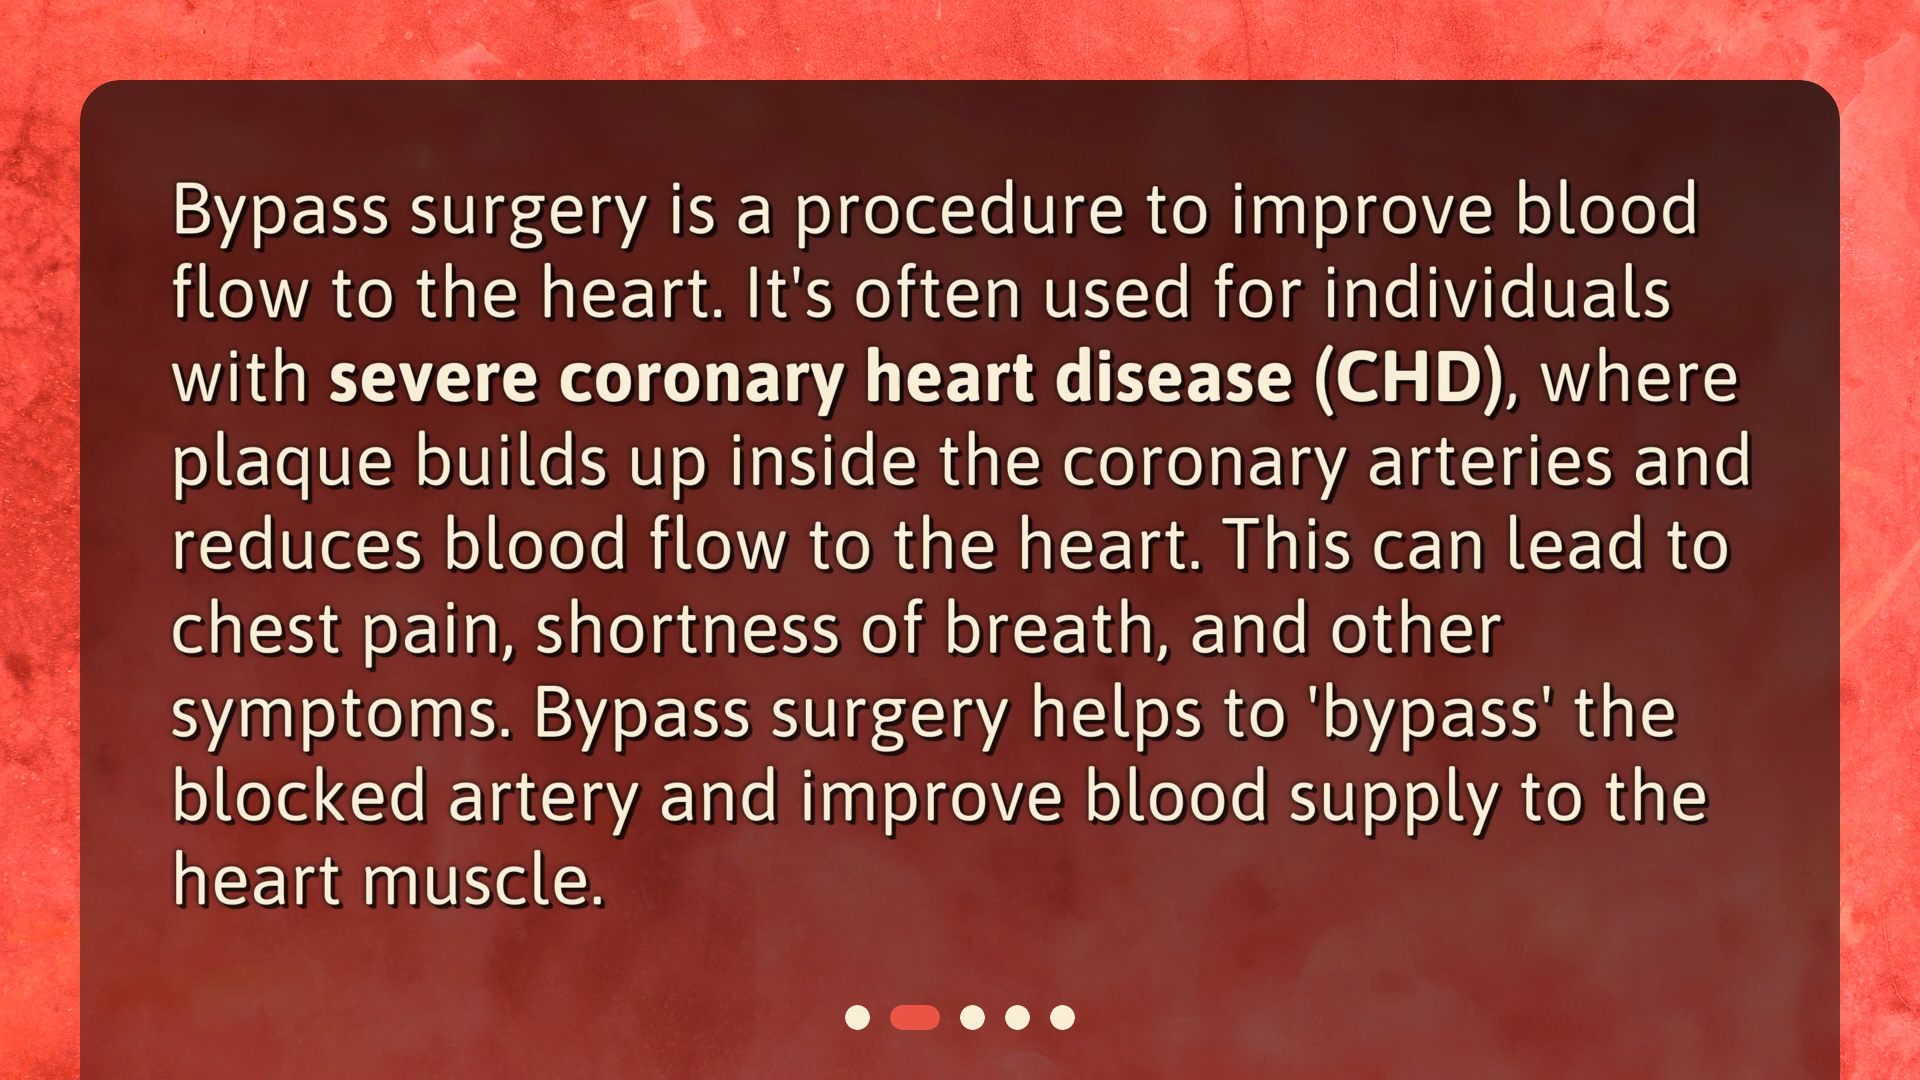 Bypass surgery is a procedure to improve blood
flow to the heart. It's often used for individuals
with severe coronary heart disease (CHD), where
plaque builds up inside the coronary arteries and
reduces blood flow to the heart. This can lead to
chest pain, shortness of breath, and other
symptoms. Bypass surgery helps to 'bypass' the
blocked artery and improve blood supply to the
heart muscle.